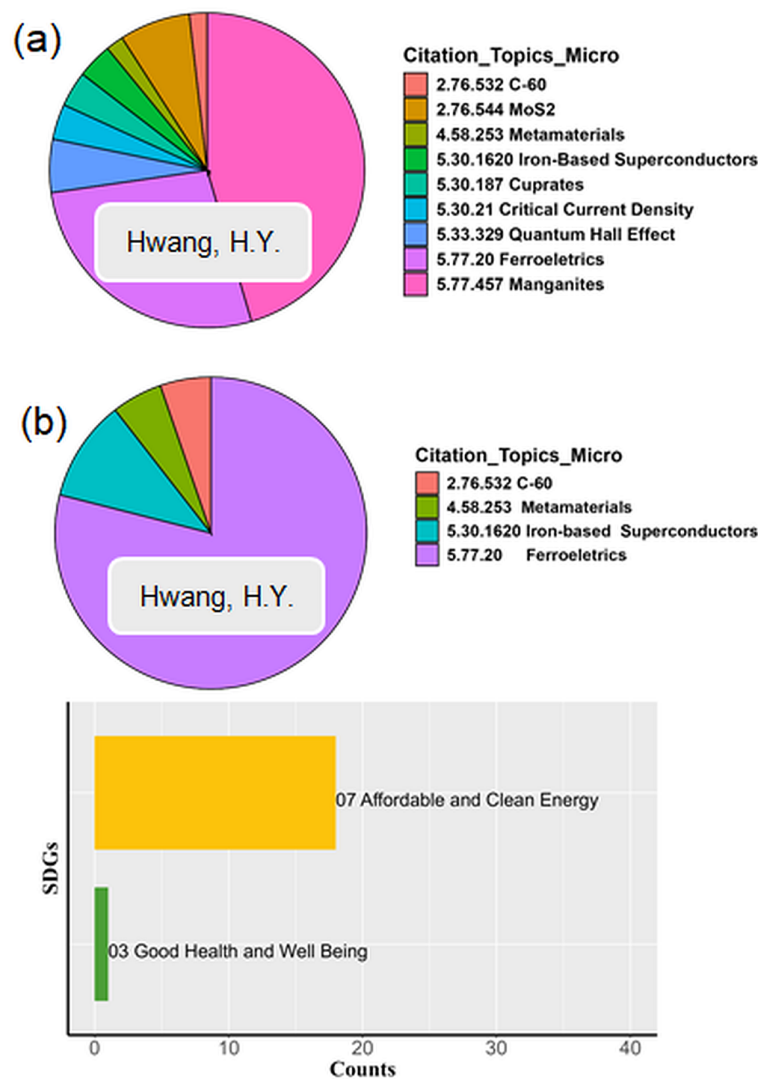 (a)
Citation_Topics_Micro
2.76.532 C-60
2.76.544 MoS2
4.58.253 Metamaterials
5.30.1620 Iron-Based Superconductors
5.30.187 Cuprates
5.30.21 Critical Current Density
5.33.329 Quantum Hall Effect
5.77.20 Ferroeletrics
5.77.457 Manganites
Hwang, H.Y.
(b)
Citation_Topics_Micro
2.76.532 C-60
4.58.253 Metamaterials
5.30.1620 Iron-based Superconductors
5.77.20 Ferroeletrics
Hwang, H.Y.
SDGs
07 Affordable and Clean Energy
03 Good Health and Well Being
0 10 20 30 40
Counts